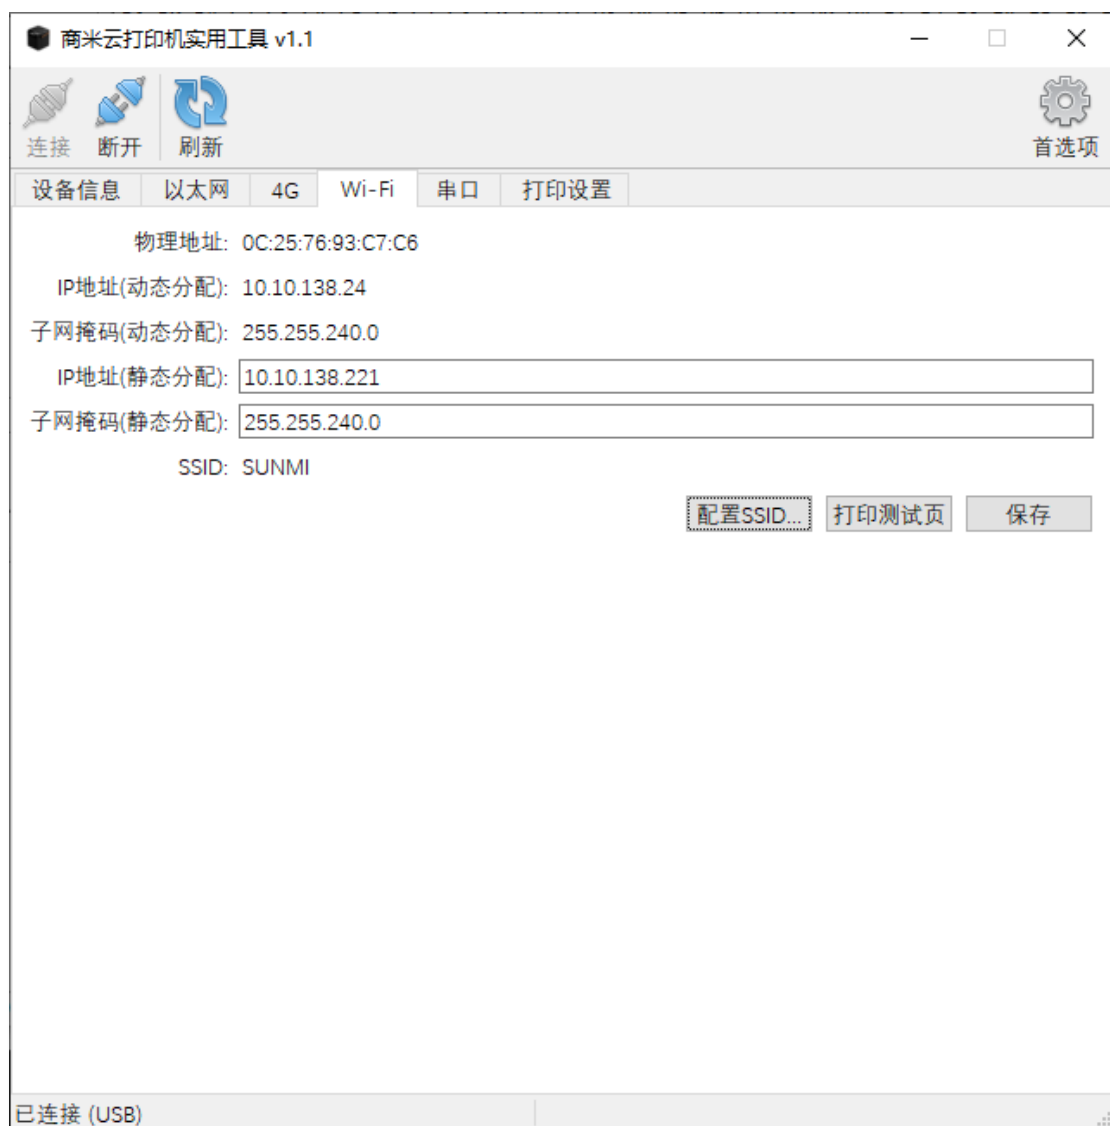 商米云打印机实用工具 v1.1
连接 断开 刷新 首选项
设备信息 以太网 4G Wi-Fi 串口 打印设置
物理地址: 0C:25:76:93:C7:C6
IP地址(动态分配): 10.10.138.24
子网掩码(动态分配): 255.255.240.0
IP地址(静态分配): 10.10.138.221
子网掩码(静态分配): 255.255.240.0
SSID: SUNMI
配置SSID... 打印测试页 保存
已连接 (USB)